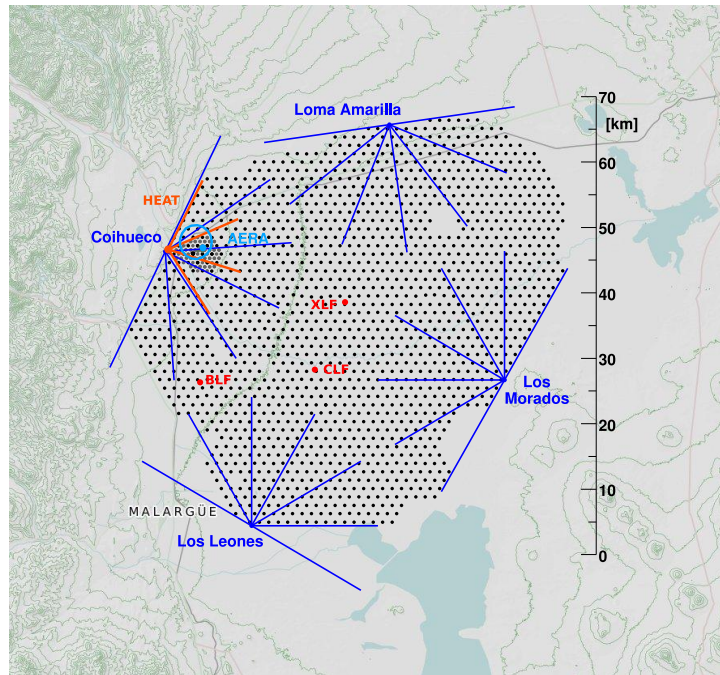 70
Loma Amarilla
[km]
60
HEAT
50
Coihueco
AERA
40
XLF
30
CLF
BLF
Los
Morados
20
10
MALARGÜE
Los Leones
0